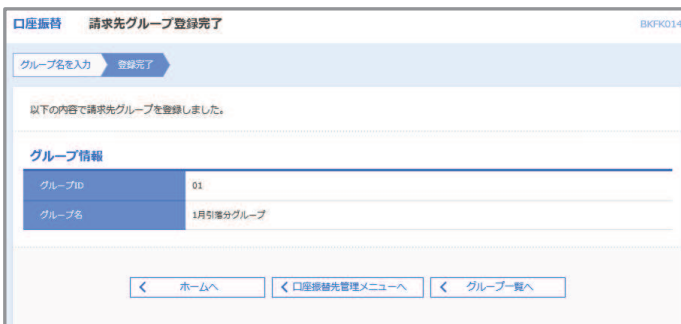 口座振替 請求先グループ登録完了 BKFK014
グループ名を入力 登録完了
以下の内容で請求先グループを登録しました。
グループ情報
グループID 01
グループ名 1月引落分グループ
ホームへ 口座振替先管理メニューへ グループ一覧へ